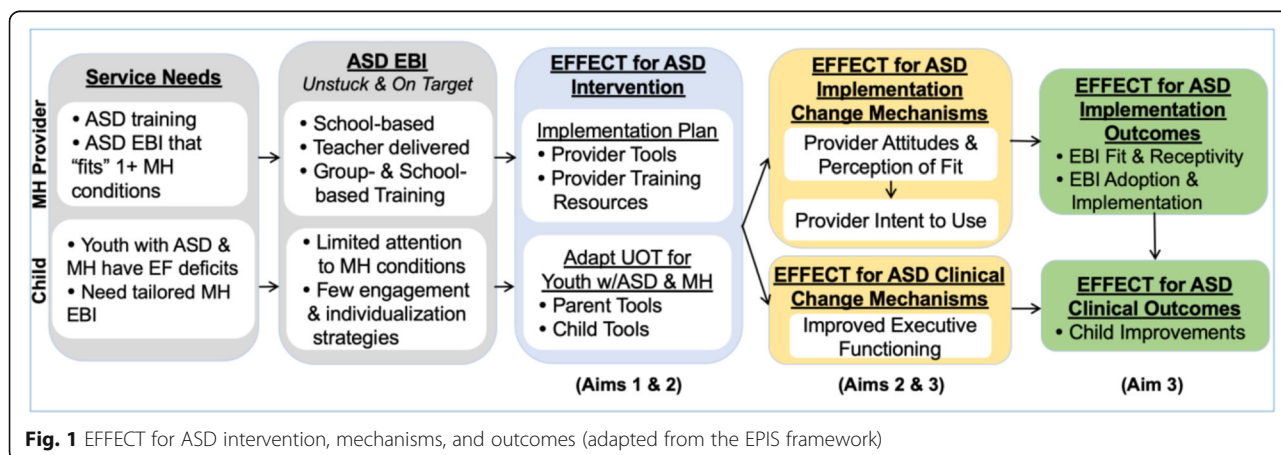 MH Provider
Child
Service Needs
• ASD training
• ASD EBI that
“fits” 1+ MH
conditions
• Youth with ASD &
MH have EF deficits
• Need tailored MH
EBI
ASD EBI
Unstuck & On Target
• School-based
• Teacher delivered
• Group- & School-
based Training
• Limited attention
to MH conditions
• Few engagement
& individualization
strategies
EFFECT for ASD
Intervention
Implementation Plan
• Provider Tools
• Provider Training
Resources
Adapt UOT for
Youth w/ASD & MH
• Parent Tools
• Child Tools
(Aims 1 & 2)
EFFECT for ASD
Implementation
Change Mechanisms
Provider Attitudes &
Perception of Fit
Provider Intent to Use
EFFECT for ASD Clinical
Change Mechanisms
Improved Executive
Functioning
(Aims 2 & 3)
EFFECT for ASD
Implementation
Outcomes
• EBI Fit & Receptivity
• EBI Adoption &
Implementation
EFFECT for ASD
Clinical Outcomes
• Child Improvements
(Aim 3)
Fig. 1 EFFECT for ASD intervention, mechanisms, and outcomes (adapted from the EPIS framework)